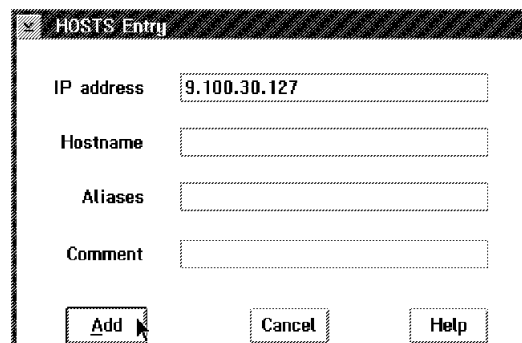 HOSTS Entry
IP address 9.100.30.127
Hostname
Aliases
Comment
Add Cancel Help